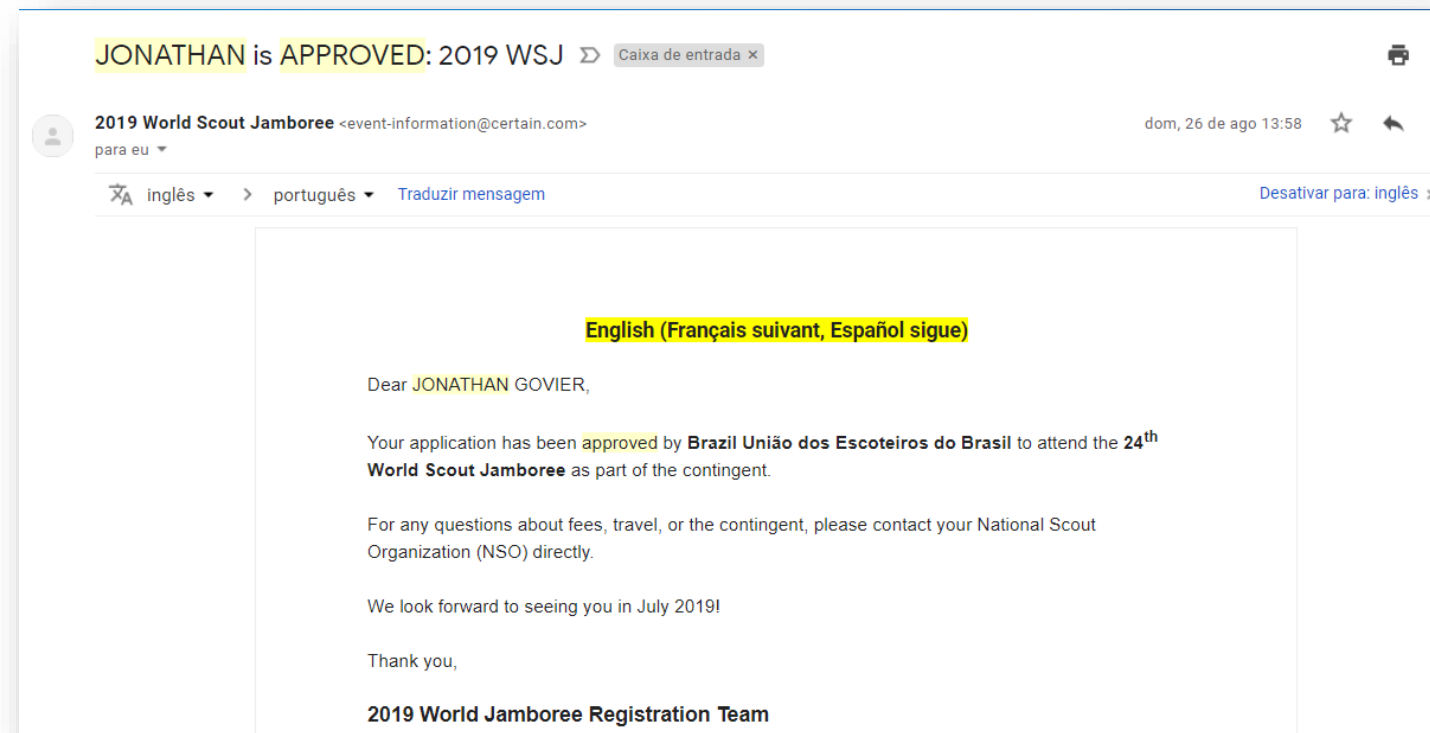 JONATHAN is APPROVED: 2019 WSJ Caixa de entrada ×
2019 World Scout Jamboree <event-information@certain.com> dom, 26 de ago 13:58
para eu
inglês > português Traduzir mensagem Desativar para: inglês
English (Français suivant, Español sigue)
Dear JONATHAN GOVIER,
Your application has been approved by Brazil União dos Escoteiros do Brasil to attend the 24th
World Scout Jamboree as part of the contingent.
For any questions about fees, travel, or the contingent, please contact your National Scout
Organization (NSO) directly.
We look forward to seeing you in July 2019!
Thank you,
2019 World Jamboree Registration Team